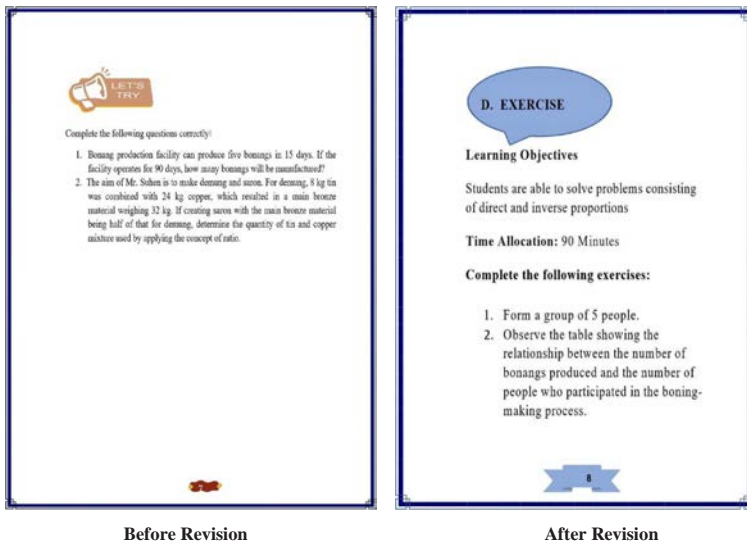 LET'S
TRY
Complete the following questions correctly!
1. Bonang production facility can produce five bonangs in 15 days. If the
facility operates for 90 days, how many bonangs will be manufactured?
2. The aim of Mr. Suhen is to make demung and saron. For demung, 8 kg tin
was combined with 24 kg copper, which resulted in a main bronze
material weighing 32 kg. If creating saron with the main bronze material
being half of that for demung, determine the quantity of tin and copper
mixture used by applying the concept of ratio.
Before Revision
D. EXERCISE
Learning Objectives
Students are able to solve problems consisting
of direct and inverse proportions
Time Allocation: 90 Minutes
Complete the following exercises:
1. Form a group of 5 people.
2. Observe the table showing the
relationship between the number of
bonangs produced and the number of
people who participated in the boning-
making process.
8
After Revision